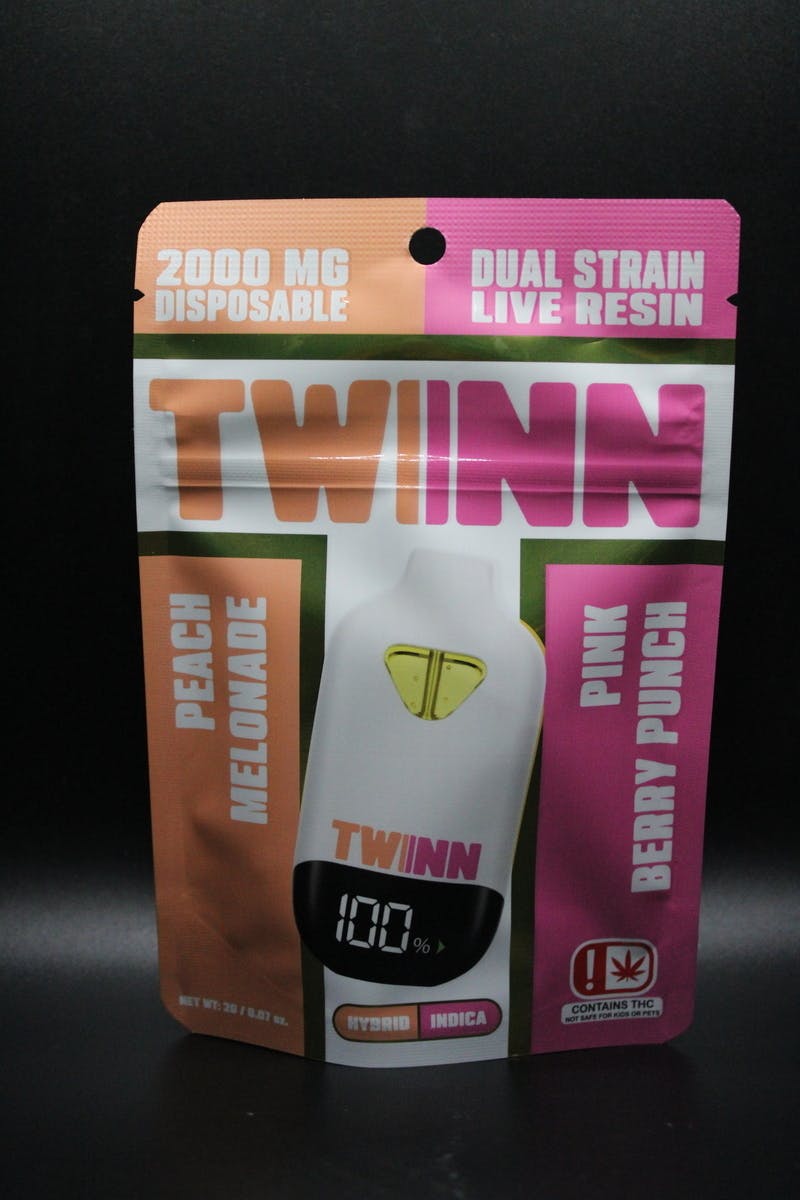 2000 MG
DISPOSABLE
DUAL STRAIN
LIVE RESIN
TWINN
PEACH
MELONADE
PINK
BERRY PUNCH
TWINN
100%
HYBRID
INDICA
NET WT: 2G / 0.07 oz.
!
CONTAINS THC
NOT SAFE FOR KIDS OR PETS